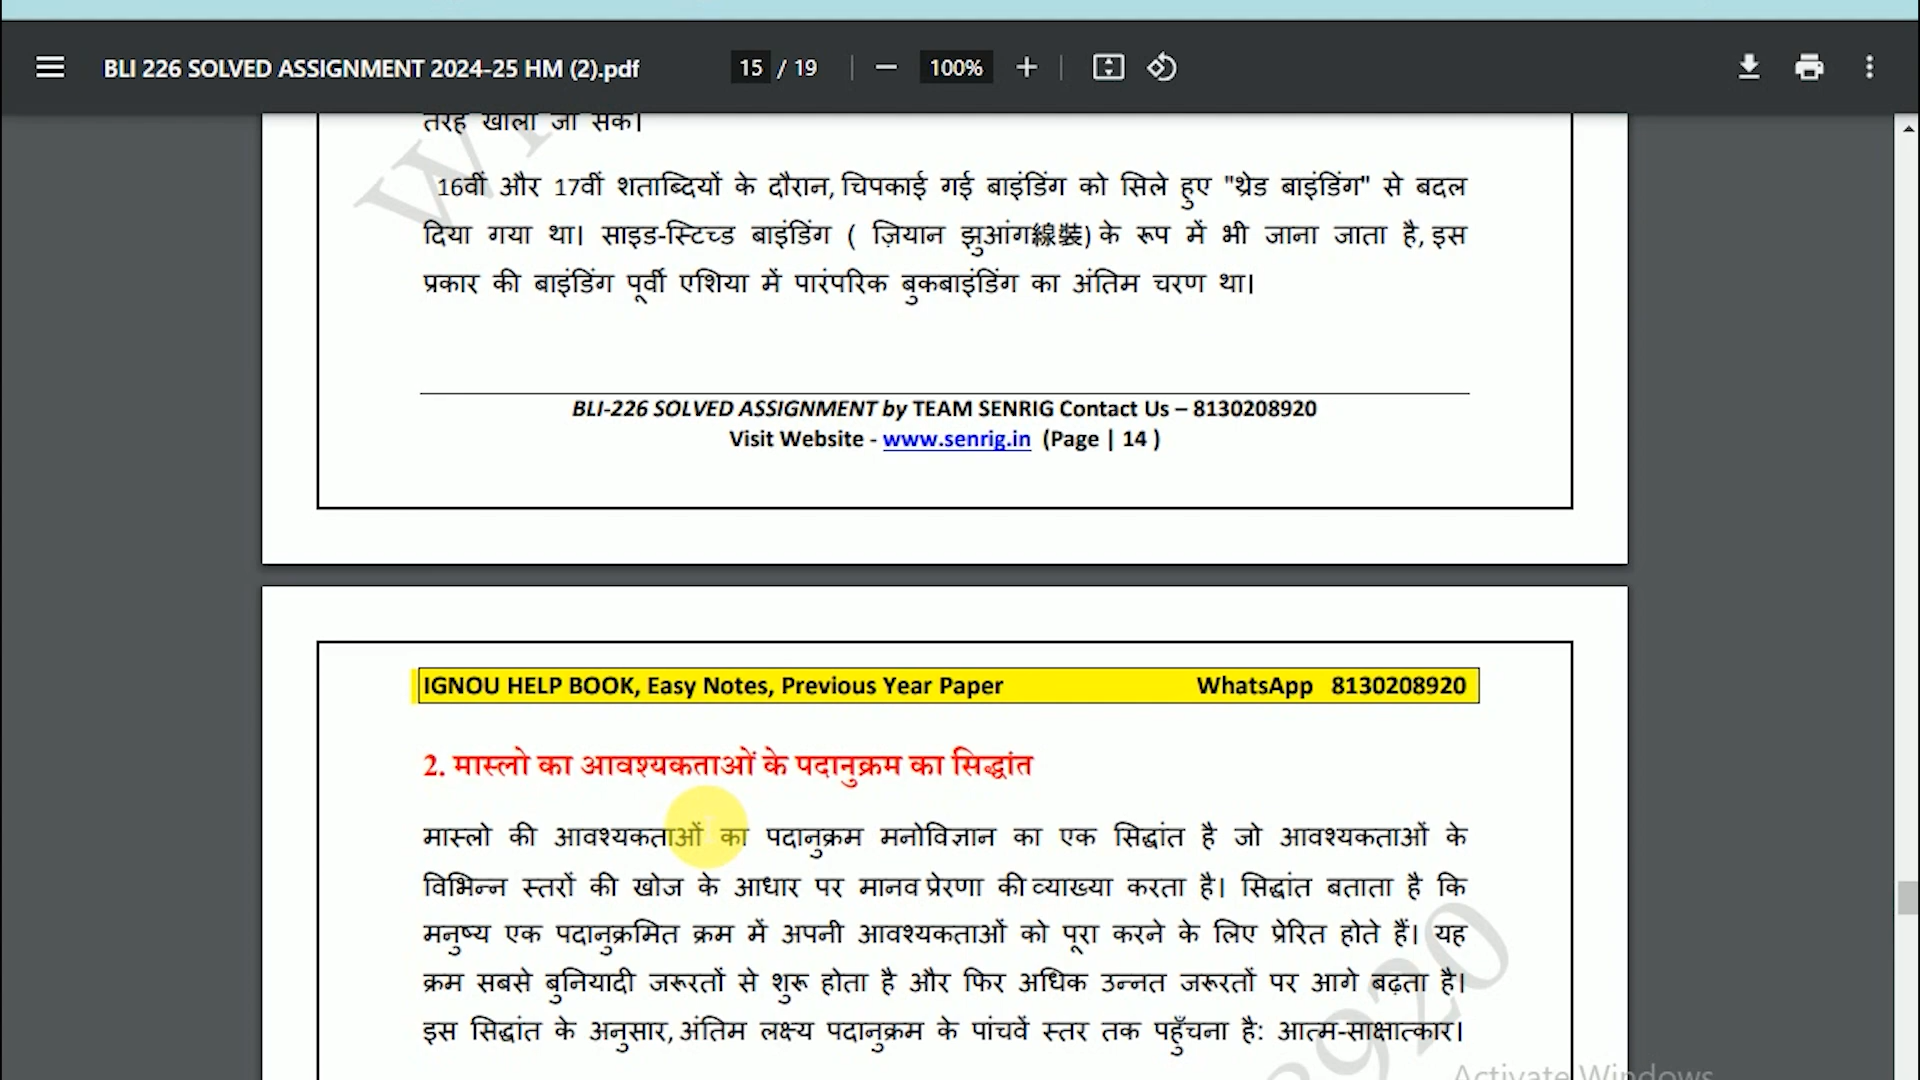 BLI 226 SOLVED ASSIGNMENT 2024-25 HM (2).pdf
15 / 19
100%
तरह खोला जा सके।
16वीं और 17वीं शताब्दियों के दौरान, चिपकाई गई बाइंडिंग को सिले हुए "थ्रेड बाइंडिंग" से बदल
दिया गया था। साइड-स्टिच्ड बाइंडिंग ( ज़ियान झुआंग線裝) के रूप में भी जाना जाता है, इस
प्रकार की बाइंडिंग पूर्वी एशिया में पारंपरिक बुकबाइंडिंग का अंतिम चरण था।
BLI-226 SOLVED ASSIGNMENT by TEAM SENRIG Contact Us – 8130208920
Visit Website - www.senrig.in (Page | 14 )
IGNOU HELP BOOK, Easy Notes, Previous Year Paper WhatsApp 8130208920
2. मास्लो का आवश्यकताओं के पदानुक्रम का सिद्धांत
मास्लो की आवश्यकताओं का पदानुक्रम मनोविज्ञान का एक सिद्धांत है जो आवश्यकताओं के
विभिन्न स्तरों की खोज के आधार पर मानव प्रेरणा की व्याख्या करता है। सिद्धांत बताता है कि
मनुष्य एक पदानुक्रमित क्रम में अपनी आवश्यकताओं को पूरा करने के लिए प्रेरित होते हैं। यह
क्रम सबसे बुनियादी जरूरतों से शुरू होता है और फिर अधिक उन्नत जरूरतों पर आगे बढ़ता है।
इस सिद्धांत के अनुसार, अंतिम लक्ष्य पदानुक्रम के पांचवें स्तर तक पहुँचना है: आत्म-साक्षात्कार।
Activate Windows